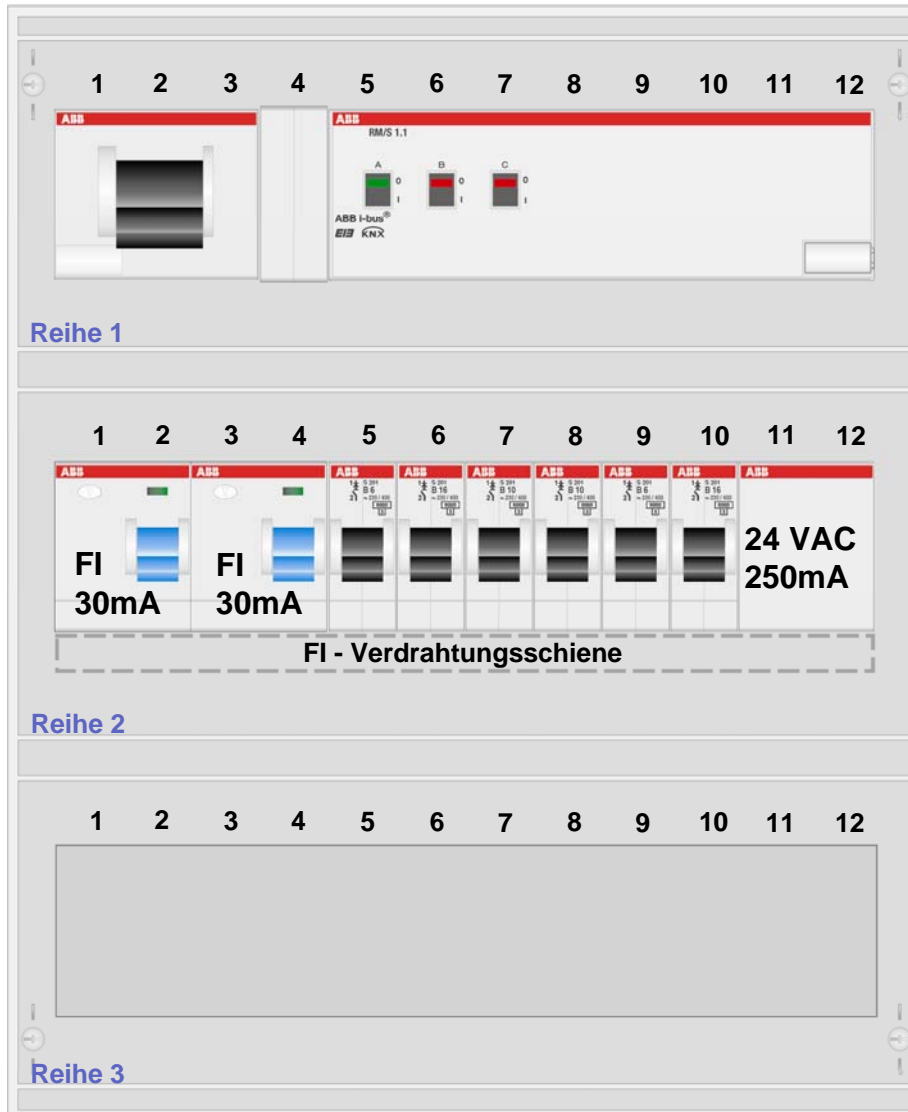 1 2 3 4 5 6 7 8 9 10 11 12
ABB ABB
RM/S 1.1
A B C
0 0 0
I I I
ABB i-bus®
EIB KNX
Reihe 1
1 2 3 4 5 6 7 8 9 10 11 12
ABB ABB ABB ABB ABB ABB ABB ABB ABB
S 201 S 201 S 201 S 201 S 201 S 201
B 6 B 16 B 10 B 10 B 6 B 16
FI FI 24 VAC
30mA 30mA 250mA
FI - Verdrahtungsschiene
Reihe 2
1 2 3 4 5 6 7 8 9 10 11 12
Reihe 3